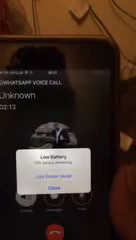 WHATSAPP VOICE CALL
Unknown
02:12
Low Battery
Low Power Mode
Close